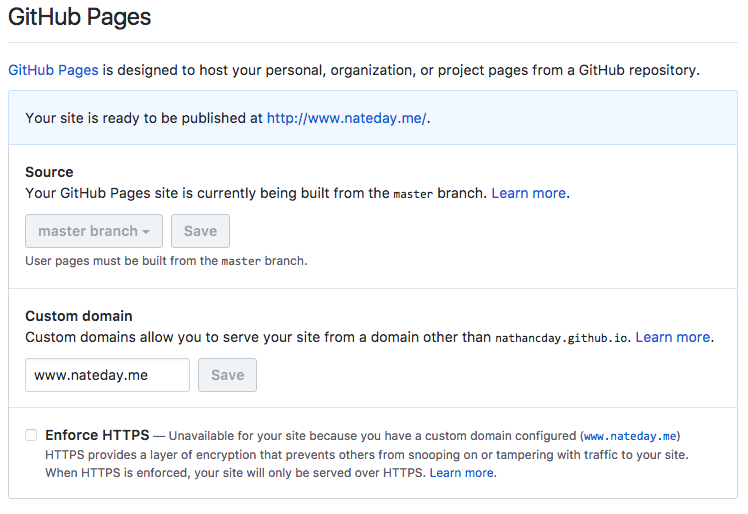 GitHub Pages
GitHub Pages is designed to host your personal, organization, or project pages from a GitHub repository.
Your site is ready to be published at http://www.nateday.me/.
Source
Your GitHub Pages site is currently being built from the master branch. Learn more.
master branch Save
User pages must be built from the master branch.
Custom domain
Custom domains allow you to serve your site from a domain other than nathancday.github.io. Learn more.
www.nateday.me Save
Enforce HTTPS — Unavailable for your site because you have a custom domain configured (www.nateday.me)
HTTPS provides a layer of encryption that prevents others from snooping on or tampering with traffic to your site.
When HTTPS is enforced, your site will only be served over HTTPS. Learn more.